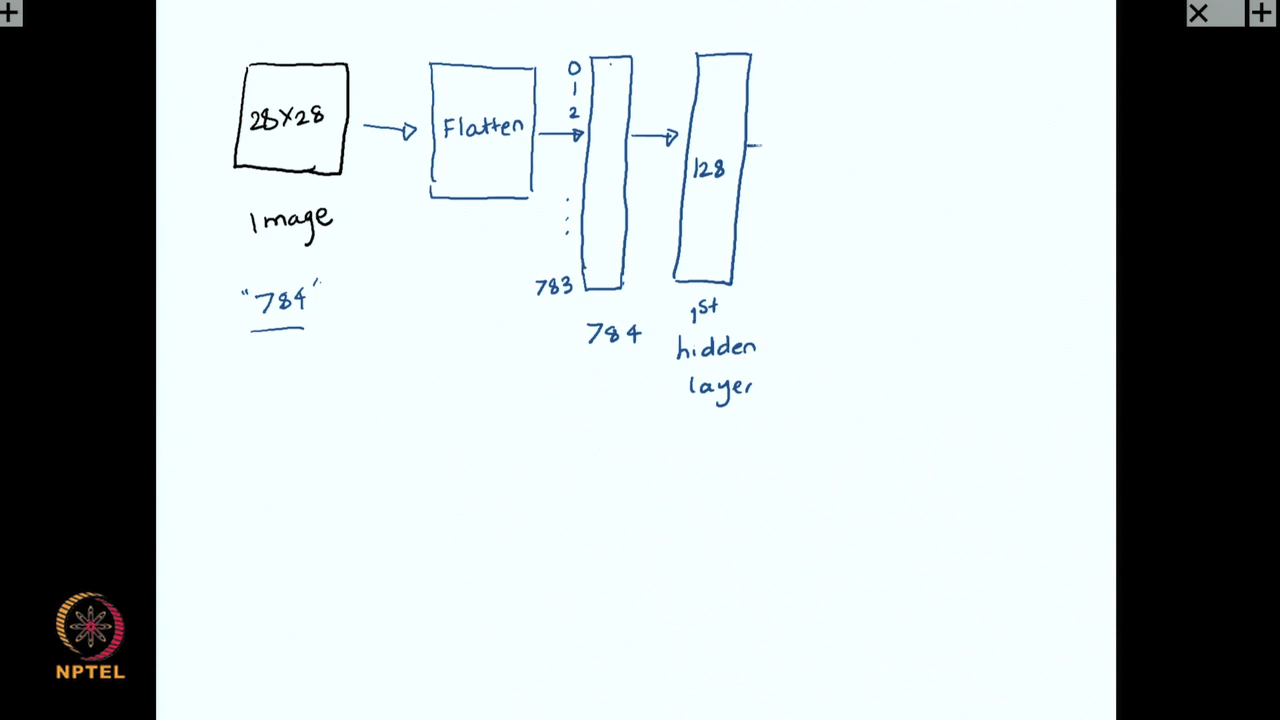 28X28
Image
"784"
Flatten
0
1
2
783
784
128
1st
hidden
layer
NPTEL